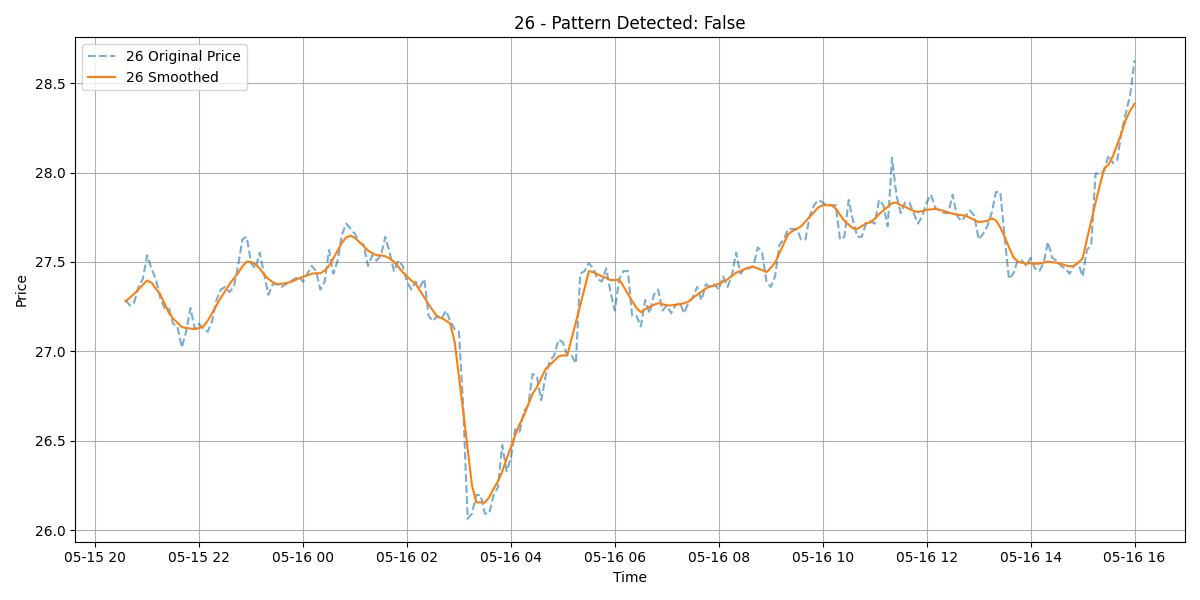 26 - Pattern Detected: False
26 Original Price
26 Smoothed
Price
28.5
28.0
27.5
27.0
26.5
26.0
05-15 20 05-15 22 05-16 00 05-16 02 05-16 04 05-16 06 05-16 08 05-16 10 05-16 12 05-16 14 05-16 16
Time